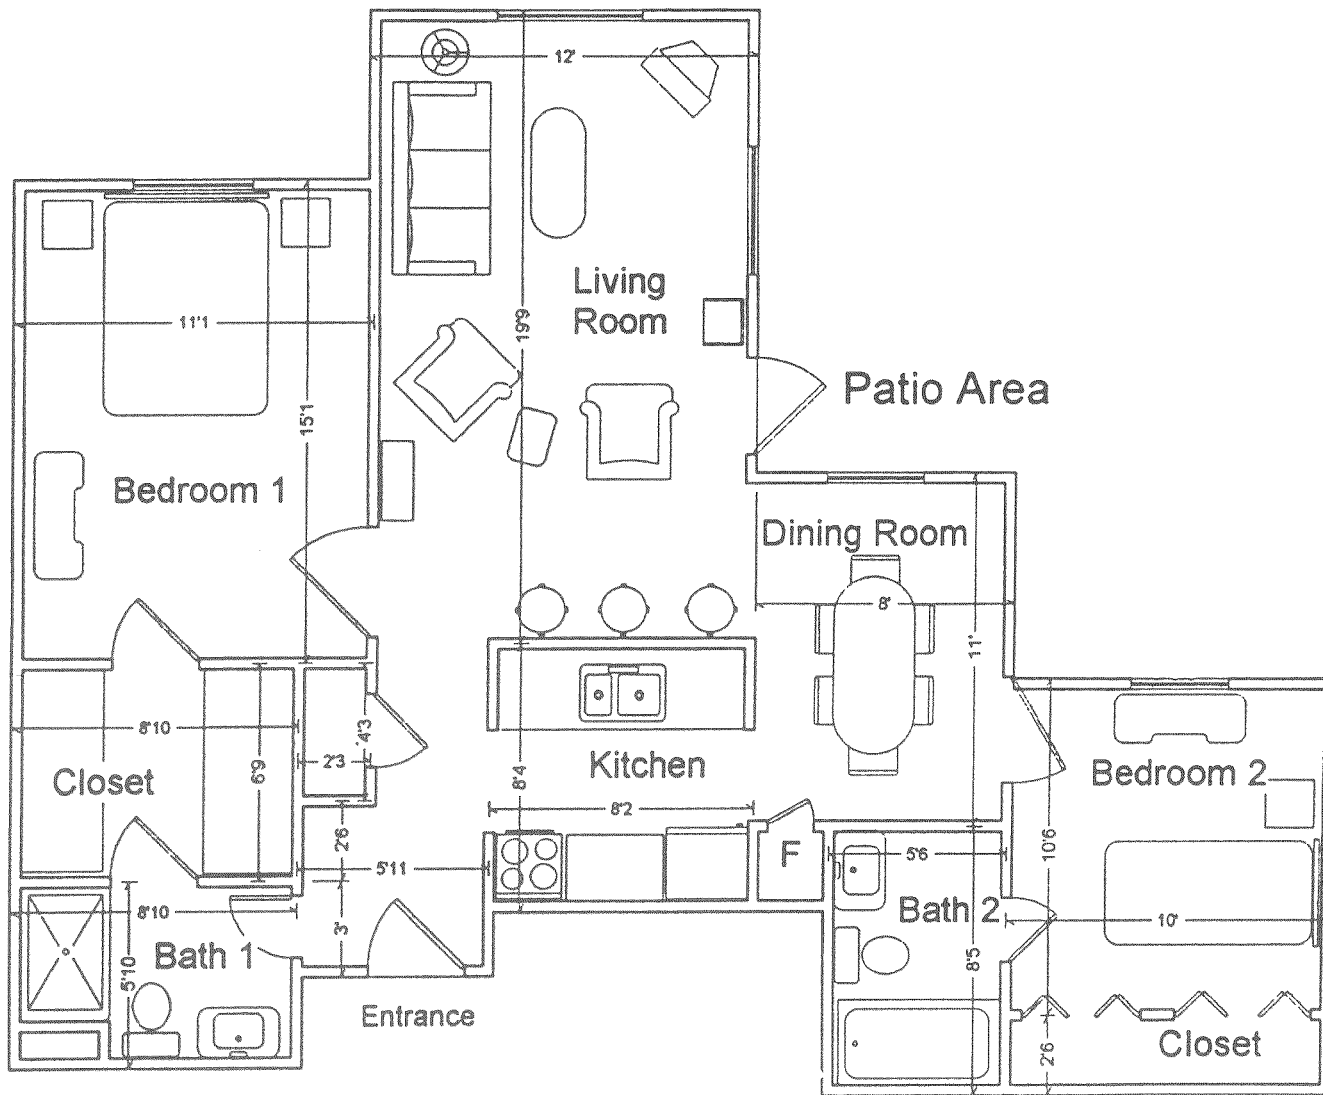 12'
Living
Room
19'9
11'1
15'1
Patio Area
Bedroom 1
Dining Room
8'
11'
8'10
Closet
6'9
2'3
4'3
Kitchen
8'4
8'2
Bedroom 2
10'6
2'6
5'11
F
5'6
8'10
Bath 1
3'
5'10
Bath 2
10'
8'5
Entrance
Closet
2'6